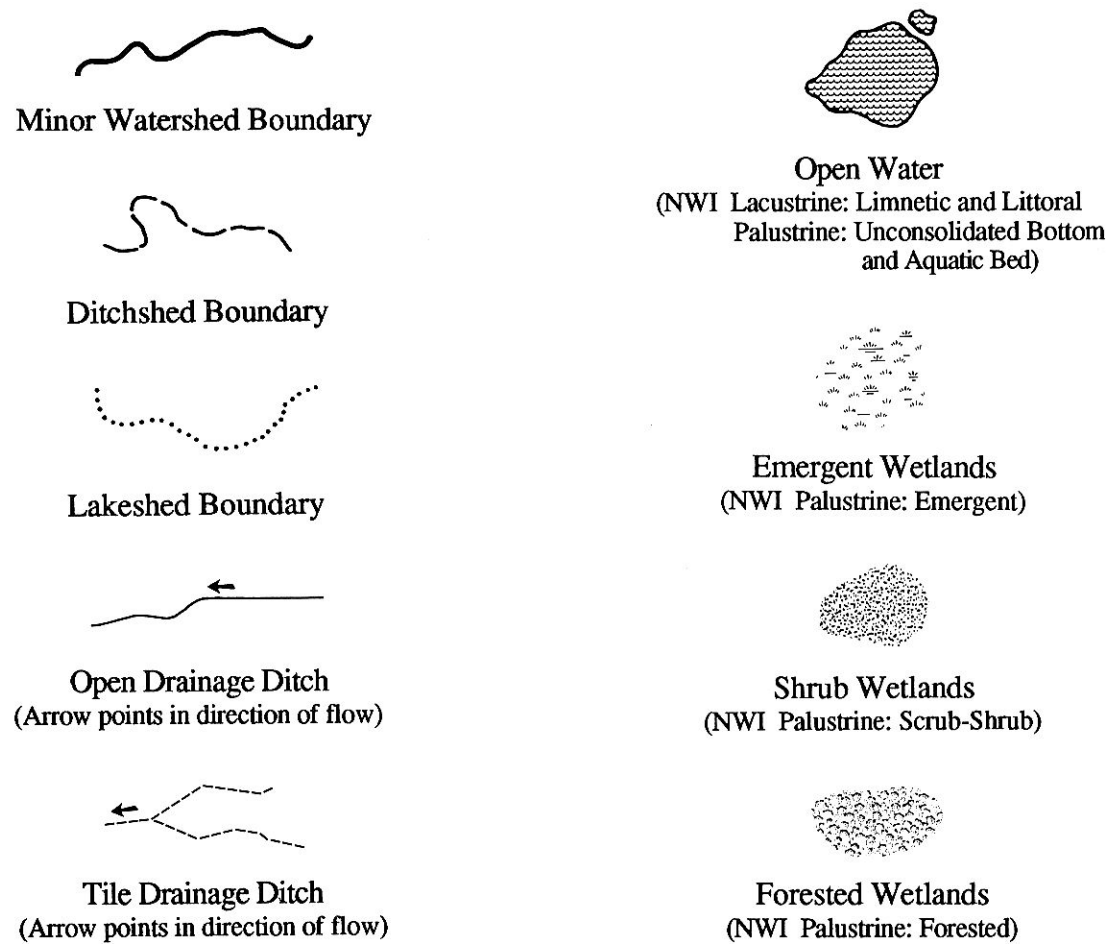 Minor Watershed Boundary
Ditchshed Boundary
Lakeshed Boundary
Open Drainage Ditch
(Arrow points in direction of flow)
Tile Drainage Ditch
(Arrow points in direction of flow)
Open Water
(NWI Lacustrine: Limnetic and Littoral
Palustrine: Unconsolidated Bottom
and Aquatic Bed)
Emergent Wetlands
(NWI Palustrine: Emergent)
Shrub Wetlands
(NWI Palustrine: Scrub-Shrub)
Forested Wetlands
(NWI Palustrine: Forested)